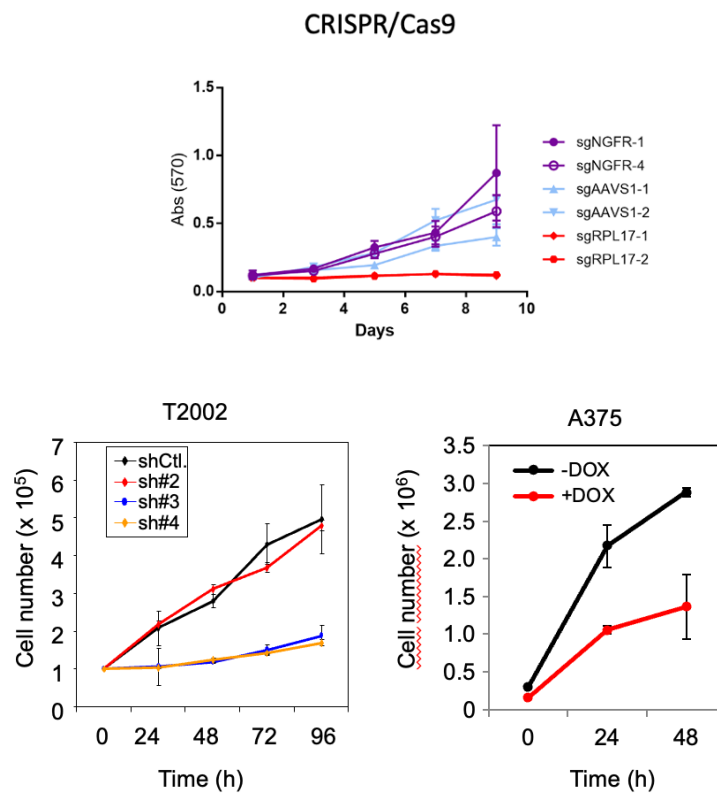 CRISPR/Cas9
1.5
1.0
0.5
0.0
Abs (570)
0 2 4 6 8 10
Days
sgNGFR-1
sgNGFR-4
sgAAVS1-1
sgAAVS1-2
sgRPL17-1
sgRPL17-2
T2002
7
6
5
4
3
2
1
0
Cell number (x 10⁵)
shCtl.
sh#2
sh#3
sh#4
0 24 48 72 96
Time (h)
A375
3.5
3.0
2.5
2.0
1.5
1.0
0.5
0
Cell number (x 10⁶)
-DOX
+DOX
0 24 48
Time (h)